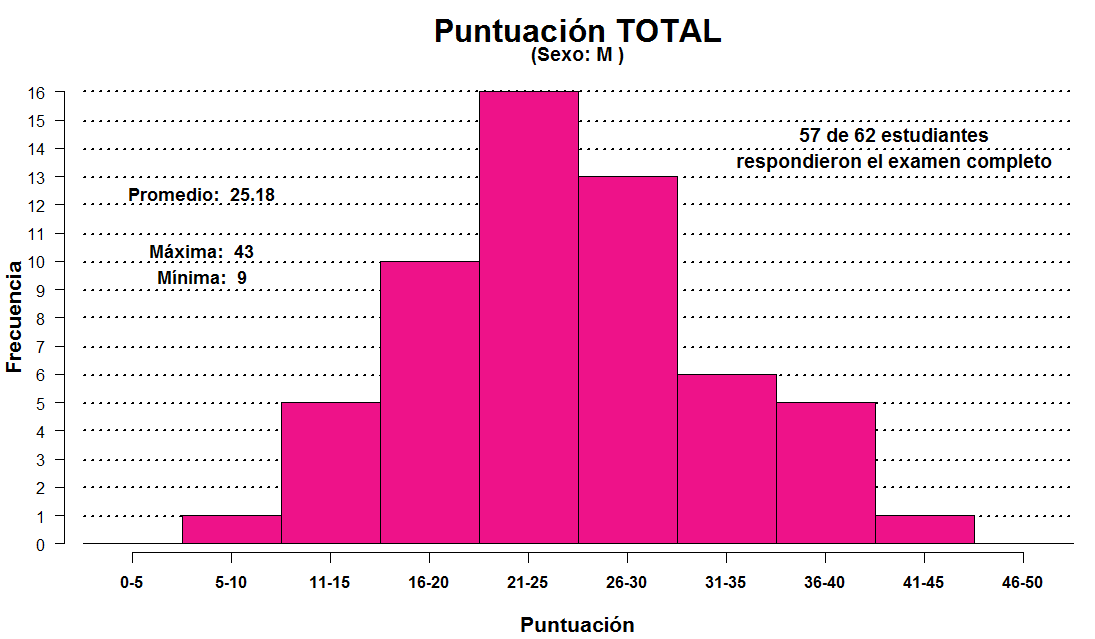 Puntuación TOTAL
(Sexo: M )
57 de 62 estudiantes
respondieron el examen completo
Promedio:  25.18
Máxima:  43
Mínima:  9
Frecuencia
16
15
14
13
12
11
10
9
8
7
6
5
4
3
2
1
0
0-5 5-10 11-15 16-20 21-25 26-30 31-35 36-40 41-45 46-50
Puntuación